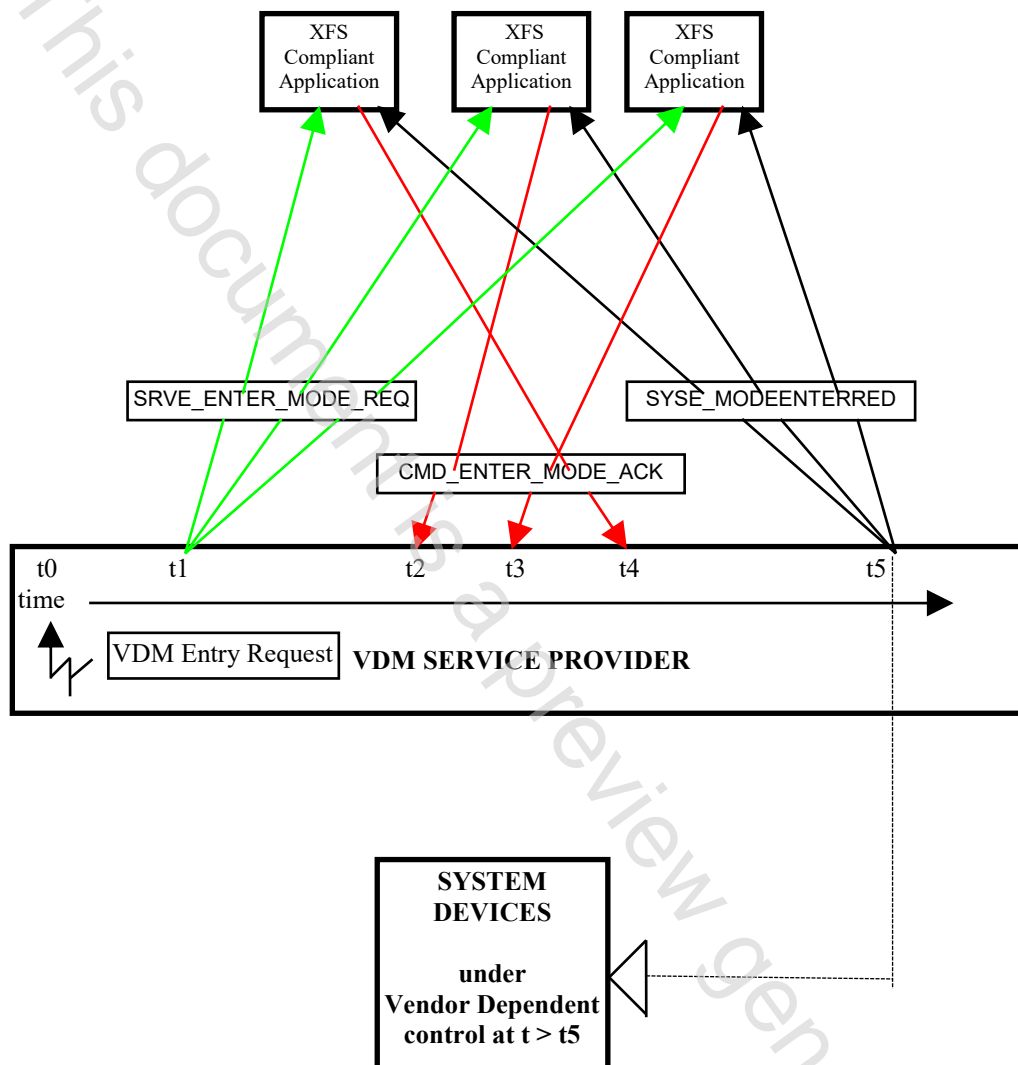 XFS
Compliant
Application
XFS
Compliant
Application
XFS
Compliant
Application
SRVE_ENTER_MODE_REQ
SYSE_MODEENTERRED
CMD_ENTER_MODE_ACK
t0
t1
t2
t3
t4
t5
time
VDM Entry Request
VDM SERVICE PROVIDER
SYSTEM
DEVICES
under
Vendor Dependent
control at t > t5
This document is a preview gen